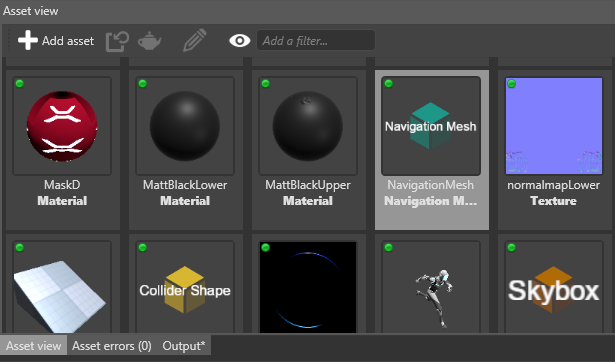 Asset view
Add asset
Add a filter...
Navigation Mesh
MaskD
Material
MattBlackLower
Material
MattBlackUpper
Material
NavigationMesh
Navigation M...
normalmapLower
Texture
Collider Shape
Skybox
Asset view
Asset errors (0)
Output*